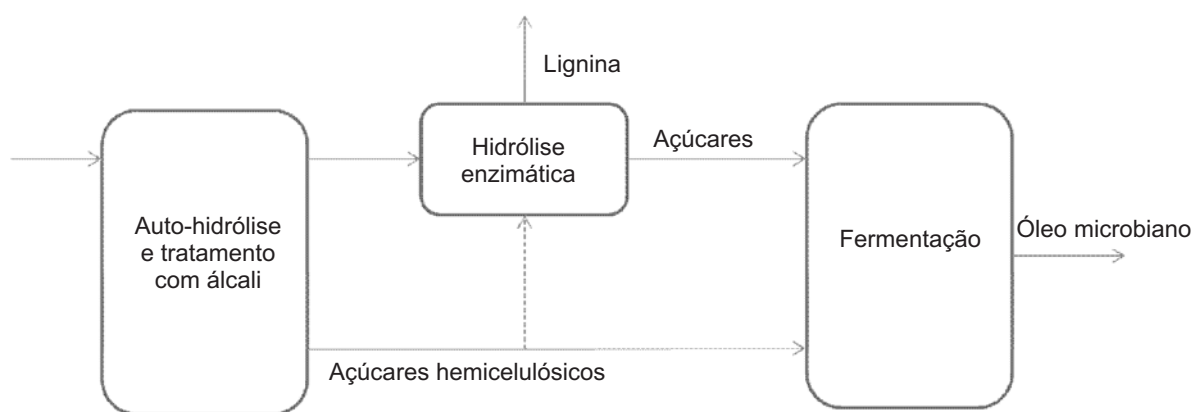 Lignina
Hidrólise
enzimática
Açúcares
Auto-hidrólise
e tratamento
com álcali
Fermentação
Óleo microbiano
Açúcares hemicelulósicos